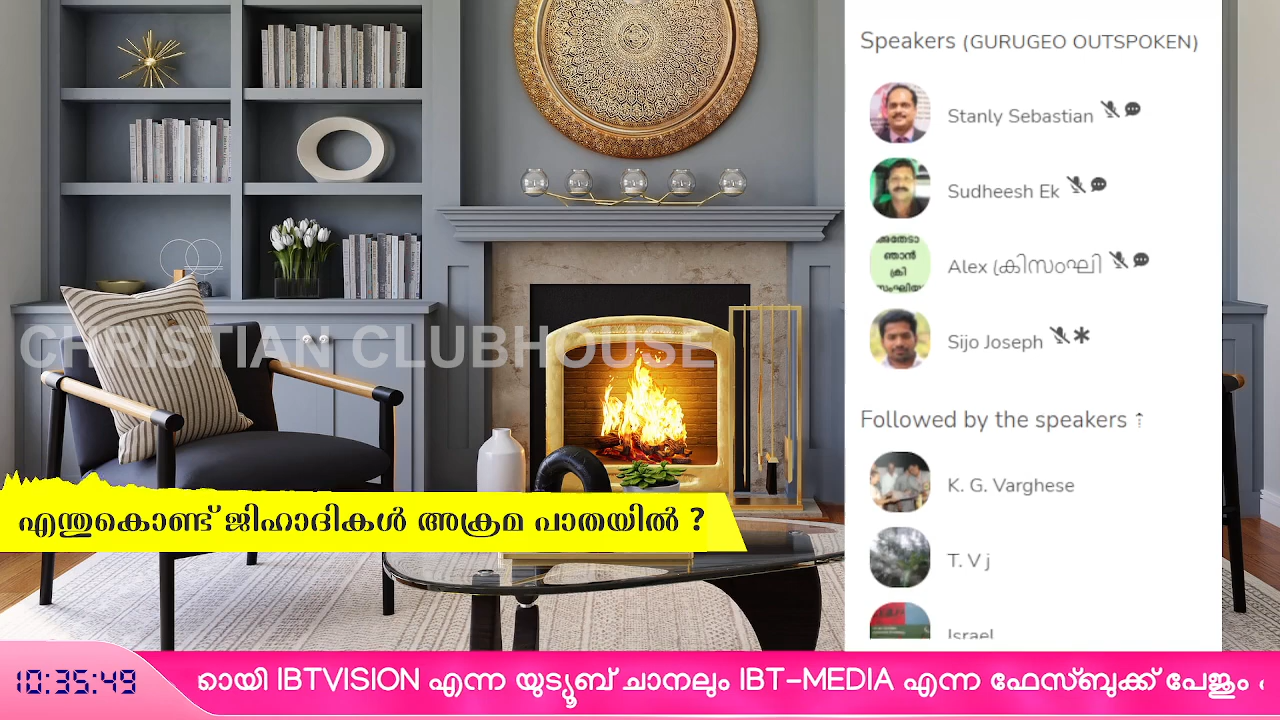 Speakers (GURUGEO OUTSPOKEN)
Stanly Sebastian
Sudheesh Ek
ഞാൻ
ക്രി
Alex (കിസംഘി
Sijo Joseph
CHRISTIAN CLUBHOUSE
Followed by the speakers ⇡
K. G. Varghese
എന്തുകൊണ്ട് ജിഹാദികൾ അക്രമ പാതയിൽ ?
T. V j
Israel
10:35:49
മായി IBTVISION എന്ന യുട്യൂബ് ചാനലും IBT-MEDIA എന്ന ഫേസ്ബുക്ക് പേജും